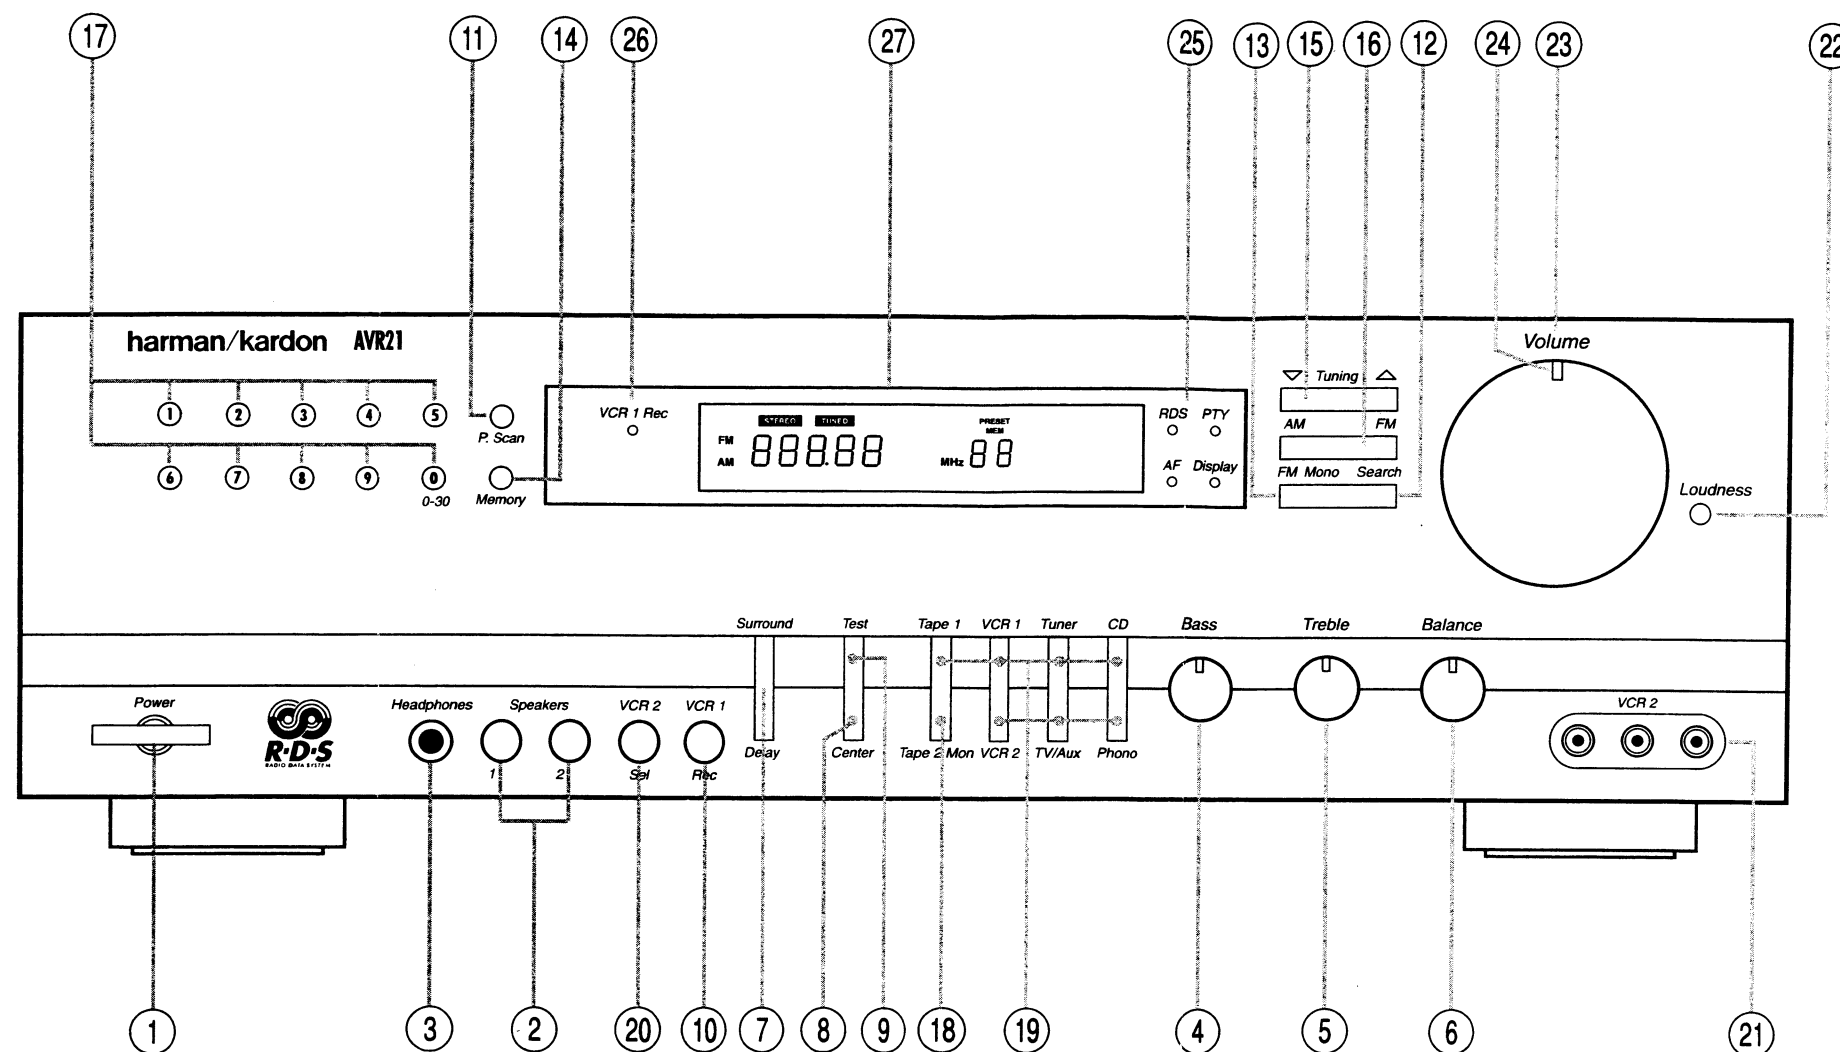 17 11 14 26 27 25 13 15 16 12 24 23 22
harman/kardon AVR21
Volume
Tuning
1 2 3 4 5
P. Scan
VCR 1 Rec
STEREO TUNED
PRESET
MEM
FM
AM
888.88
MHz 88
RDS PTY
AF Display
AM FM
FM Mono Search
6 7 8 9 0
0-30
Memory
Loudness
Surround Test Tape 1 VCR 1 Tuner CD Bass Treble Balance
Power
R·D·S
RADIO DATA SYSTEM
Headphones Speakers VCR 2 VCR 1
1 2 Sel Rec
Delay Center Tape 2 Mon VCR 2 TV/Aux Phono
VCR 2
1 3 2 20 10 7 8 9 18 19 4 5 6 21